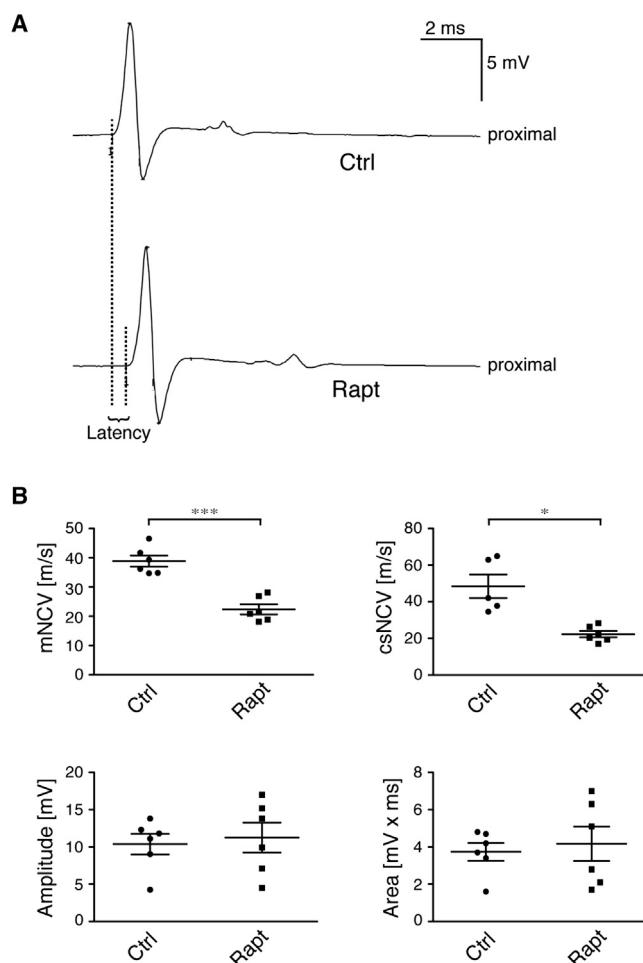 A
2 ms
5 mV
proximal
Ctrl
proximal
Rapt
Latency
B
***
mNCV [m/s]
50
40
30
20
10
0
Ctrl
Rapt
*
csNCV [m/s]
80
60
40
20
0
Ctrl
Rapt
Amplitude [mV]
20
15
10
5
0
Ctrl
Rapt
Area [mV x ms]
8
6
4
2
0
Ctrl
Rapt